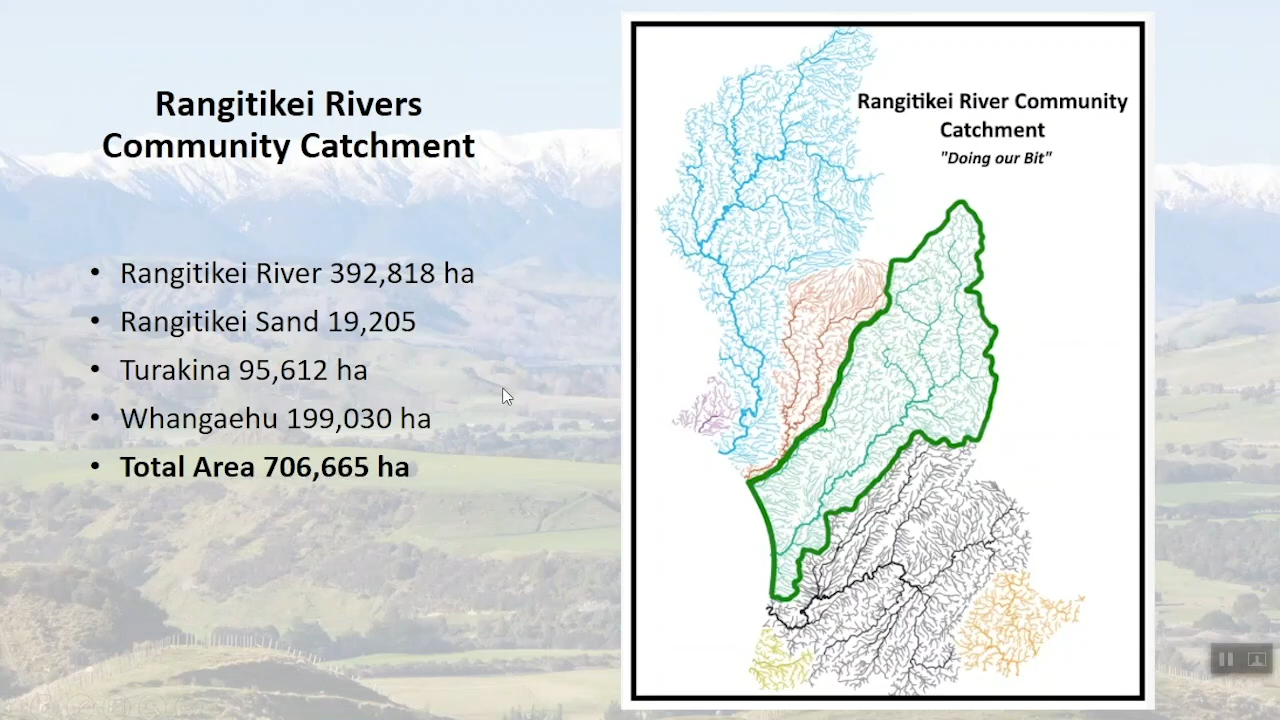 Rangitikei Rivers
Community Catchment
• Rangitikei River 392,818 ha
• Rangitikei Sand 19,205
• Turakina 95,612 ha
• Whangaehu 199,030 ha
• Total Area 706,665 ha
Rangitikei River Community
Catchment
"Doing our Bit"